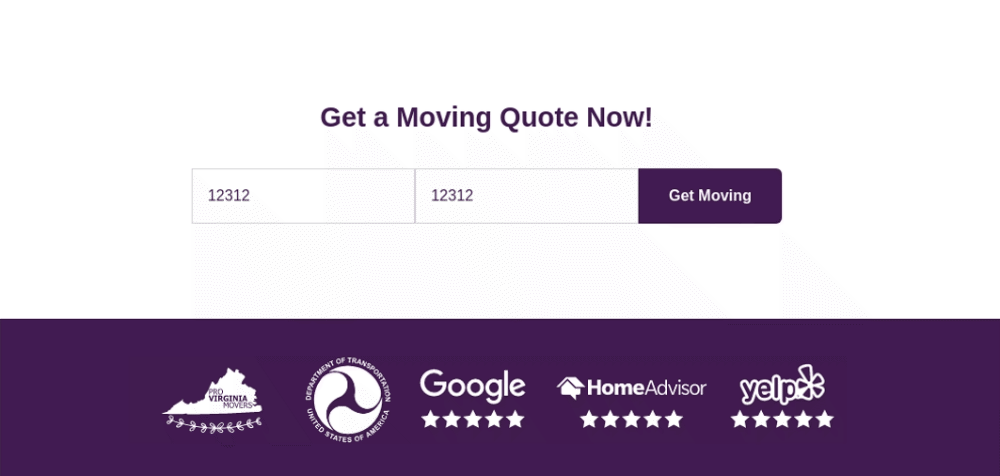 Get a Moving Quote Now!
12312
12312
Get Moving
PRO
VIRGINIA
MOVERS
DEPARTMENT OF TRANSPORTATION
UNITED STATES OF AMERICA
Google
HomeAdvisor
yelp